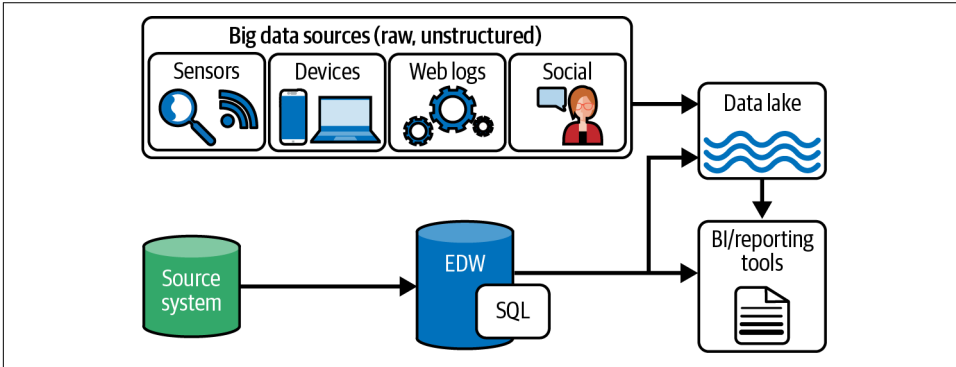 Big data sources (raw, unstructured)
Sensors
Devices
Web logs
Social
Data lake
Source
system
EDW
SQL
BI/reporting
tools